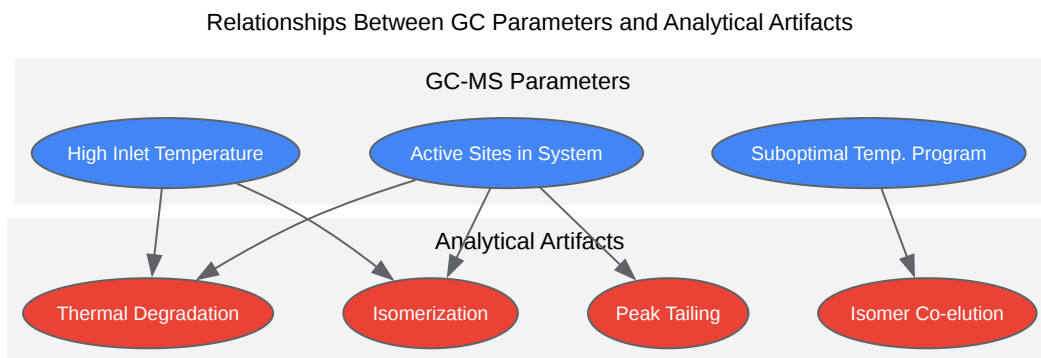 Relationships Between GC Parameters and Analytical Artifacts
GC-MS Parameters
High Inlet Temperature
Active Sites in System
Suboptimal Temp. Program
Analytical Artifacts
Thermal Degradation
Isomerization
Peak Tailing
Isomer Co-elution